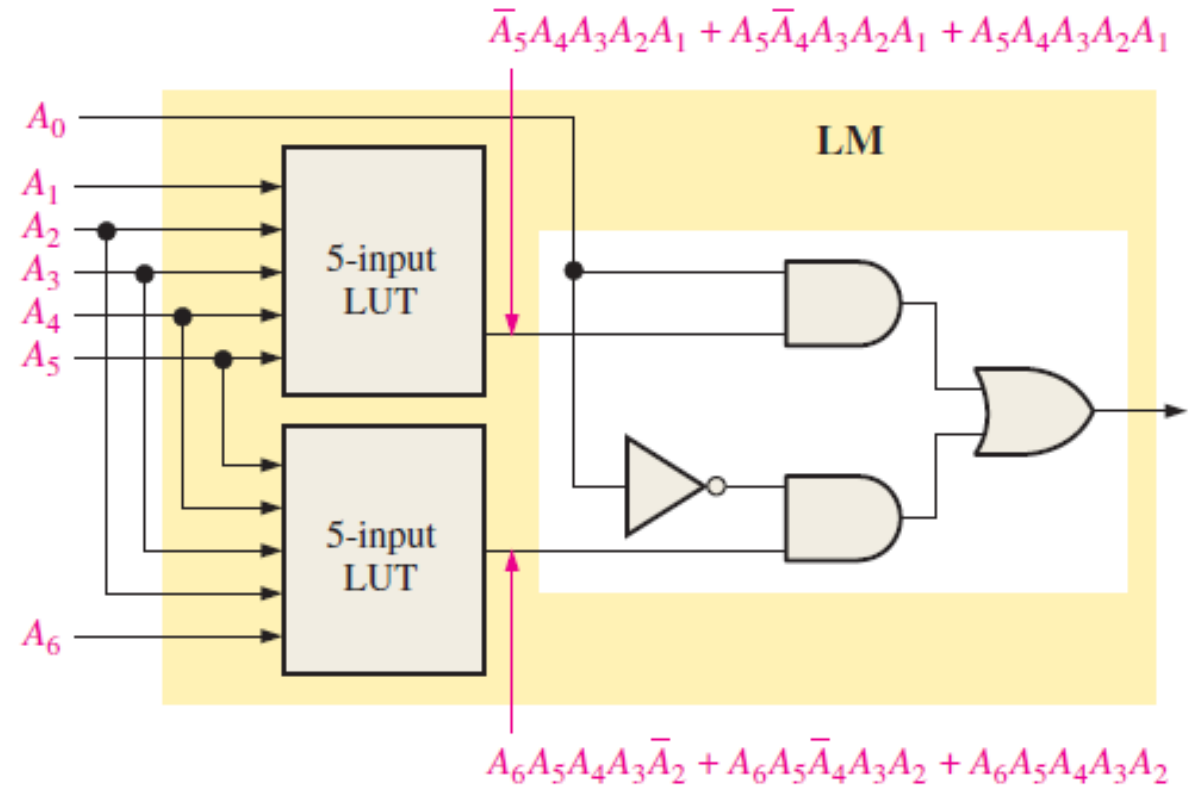 A̅₅A₄A₃A₂A₁ + A₅A̅₄A₃A₂A₁ + A₅A₄A₃A₂A₁
A₀
LM
A₁
A₂
A₃
A₄
A₅
5-input
LUT
5-input
LUT
A₆
A₆A₅A₄A₃A̅₂ + A₆A₅A̅₄A₃A₂ + A₆A₅A₄A₃A₂